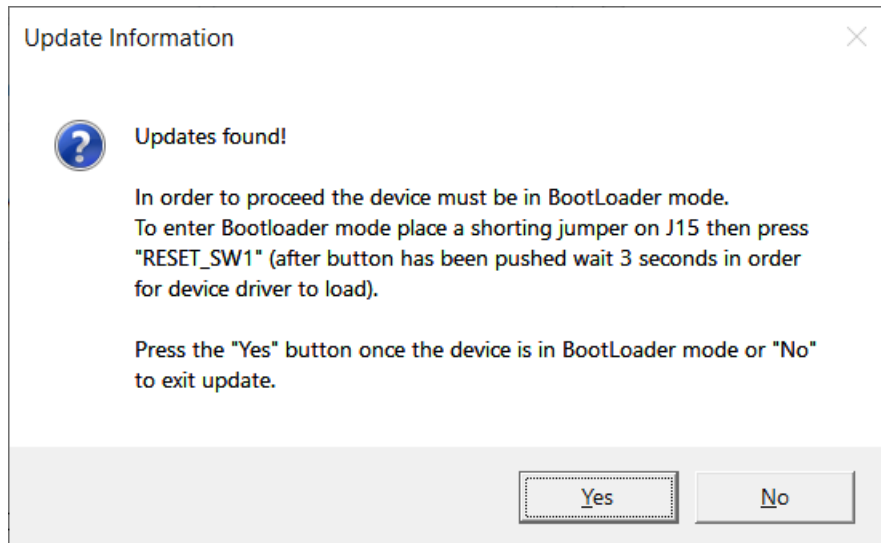 Update Information
Updates found!
In order to proceed the device must be in BootLoader mode.
To enter Bootloader mode place a shorting jumper on J15 then press
"RESET_SW1" (after button has been pushed wait 3 seconds in order
for device driver to load).
Press the "Yes" button once the device is in BootLoader mode or "No"
to exit update.
Yes
No